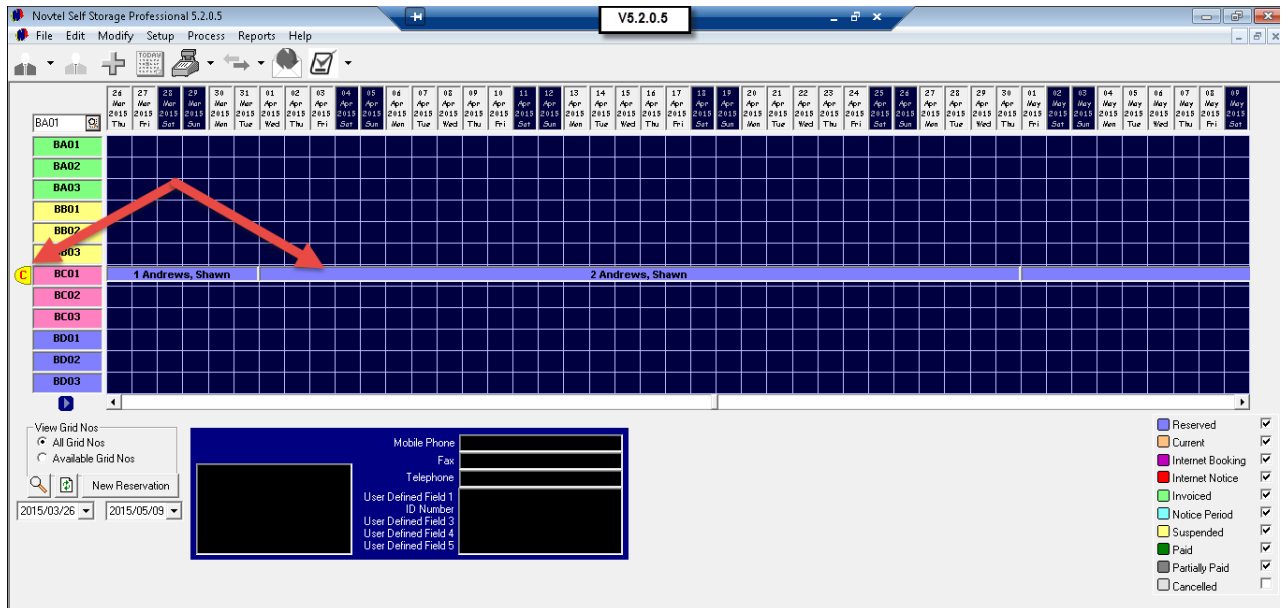 Novtel Self Storage Professional 5.2.0.5
V5.2.0.5
File Edit Modify Setup Process Reports Help
TODAY
26 27 28 29 30 31 01 02 03 04 05 06 07 08 09 10 11 12 13 14 15 16 17 18 19 20 21 22 23 24 25 26 27 28 29 30 01 02 03 04 05 06 07 08 09
Mar Mar Mar Mar Mar Mar Apr Apr Apr Apr Apr Apr Apr Apr Apr Apr Apr Apr Apr Apr Apr Apr Apr Apr Apr Apr Apr Apr Apr Apr Apr Apr Apr Apr Apr Apr May May May May May May May May May
2015 2015 2015 2015 2015 2015 2015 2015 2015 2015 2015 2015 2015 2015 2015 2015 2015 2015 2015 2015 2015 2015 2015 2015 2015 2015 2015 2015 2015 2015 2015 2015 2015 2015 2015 2015 2015 2015 2015 2015 2015 2015 2015 2015 2015
Thu Fri Sat Sun Mon Tue Wed Thu Fri Sat Sun Mon Tue Wed Thu Fri Sat Sun Mon Tue Wed Thu Fri Sat Sun Mon Tue Wed Thu Fri Sat Sun Mon Tue Wed Thu Fri Sat Sun Mon Tue Wed Thu Fri Sat
BA01
BA01
BA02
BA03
BB01
BB02
BB03
C BC01 1 Andrews, Shawn 2 Andrews, Shawn
BC02
BC03
BD01
BD02
BD03
View Grid Nos
All Grid Nos
Available Grid Nos
New Reservation
2015/03/26 2015/05/09
Mobile Phone
Fax
Telephone
User Defined Field 1
ID Number
User Defined Field 3
User Defined Field 4
User Defined Field 5
Reserved
Current
Internet Booking
Internet Notice
Invoiced
Notice Period
Suspended
Paid
Partially Paid
Cancelled